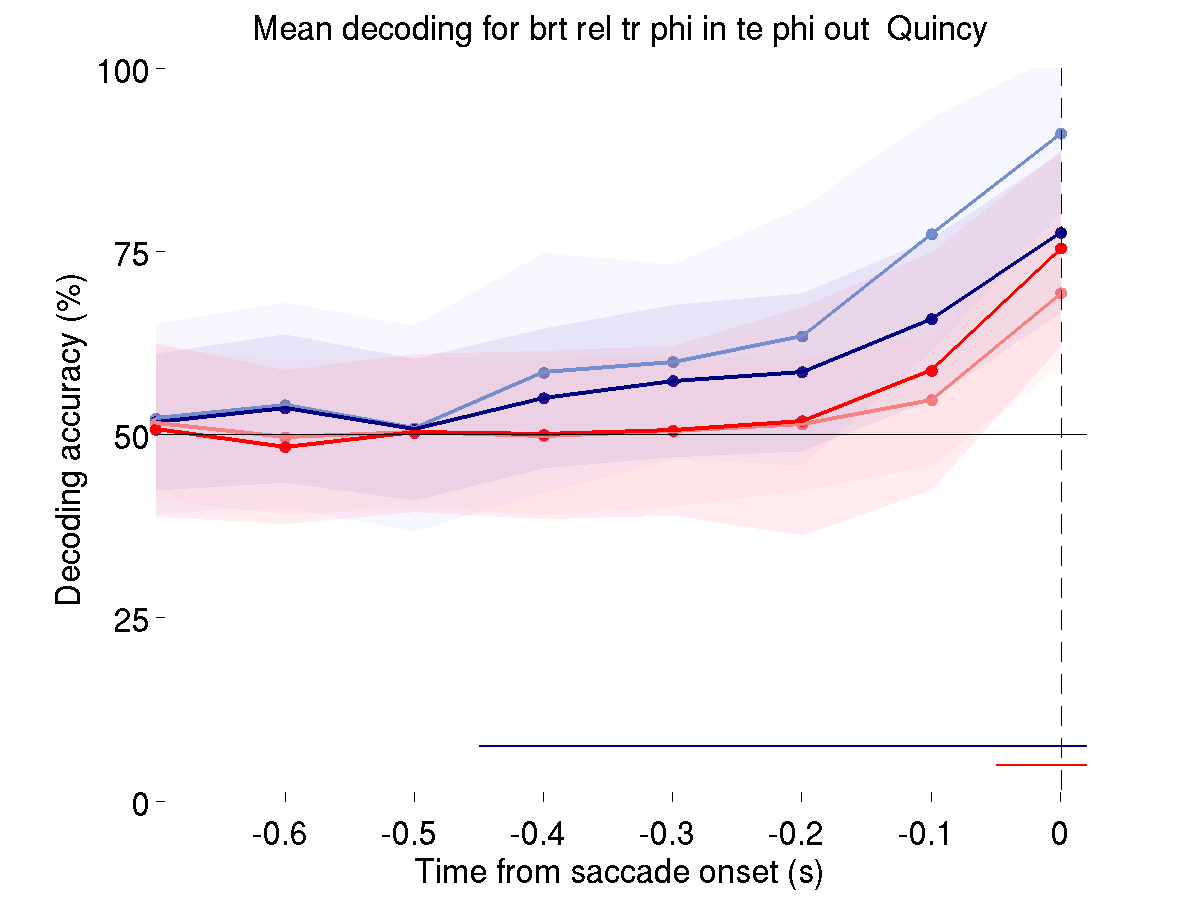 Mean decoding for brt rel tr phi in te phi out  Quincy
100
75
50
25
0
Decoding accuracy (%)
-0.6 -0.5 -0.4 -0.3 -0.2 -0.1 0
Time from saccade onset (s)